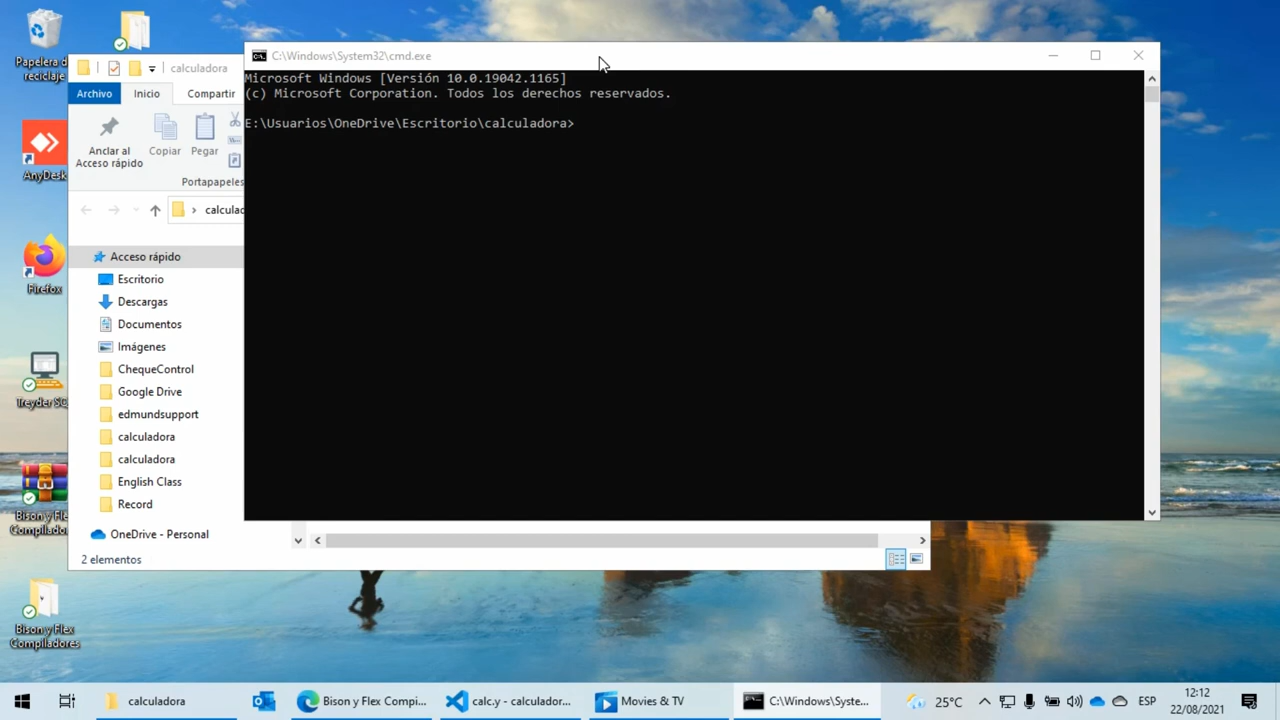 Papelera de
reciclaje
calculadora
Archivo
Inicio
Compartir
Anclar al
Acceso rápido
Copiar
Pegar
Portapapeles
Acceso rápido
Escritorio
Descargas
Documentos
Imágenes
ChequeControl
Google Drive
edmundsupport
calculadora
calculadora
English Class
Record
OneDrive - Personal
2 elementos
AnyDesk
Firefox
Bison y Flex
Compiladores
C:\Windows\System32\cmd.exe
Microsoft Windows [Versión 10.0.19042.1165]
(c) Microsoft Corporation. Todos los derechos reservados.
E:\Usuarios\OneDrive\Escritorio\calculadora>
calculadora
Bison y Flex Compi...
calc.y - calculador...
Movies & TV
C:\Windows\Syste...
25°C
ESP
12:12
22/08/2021